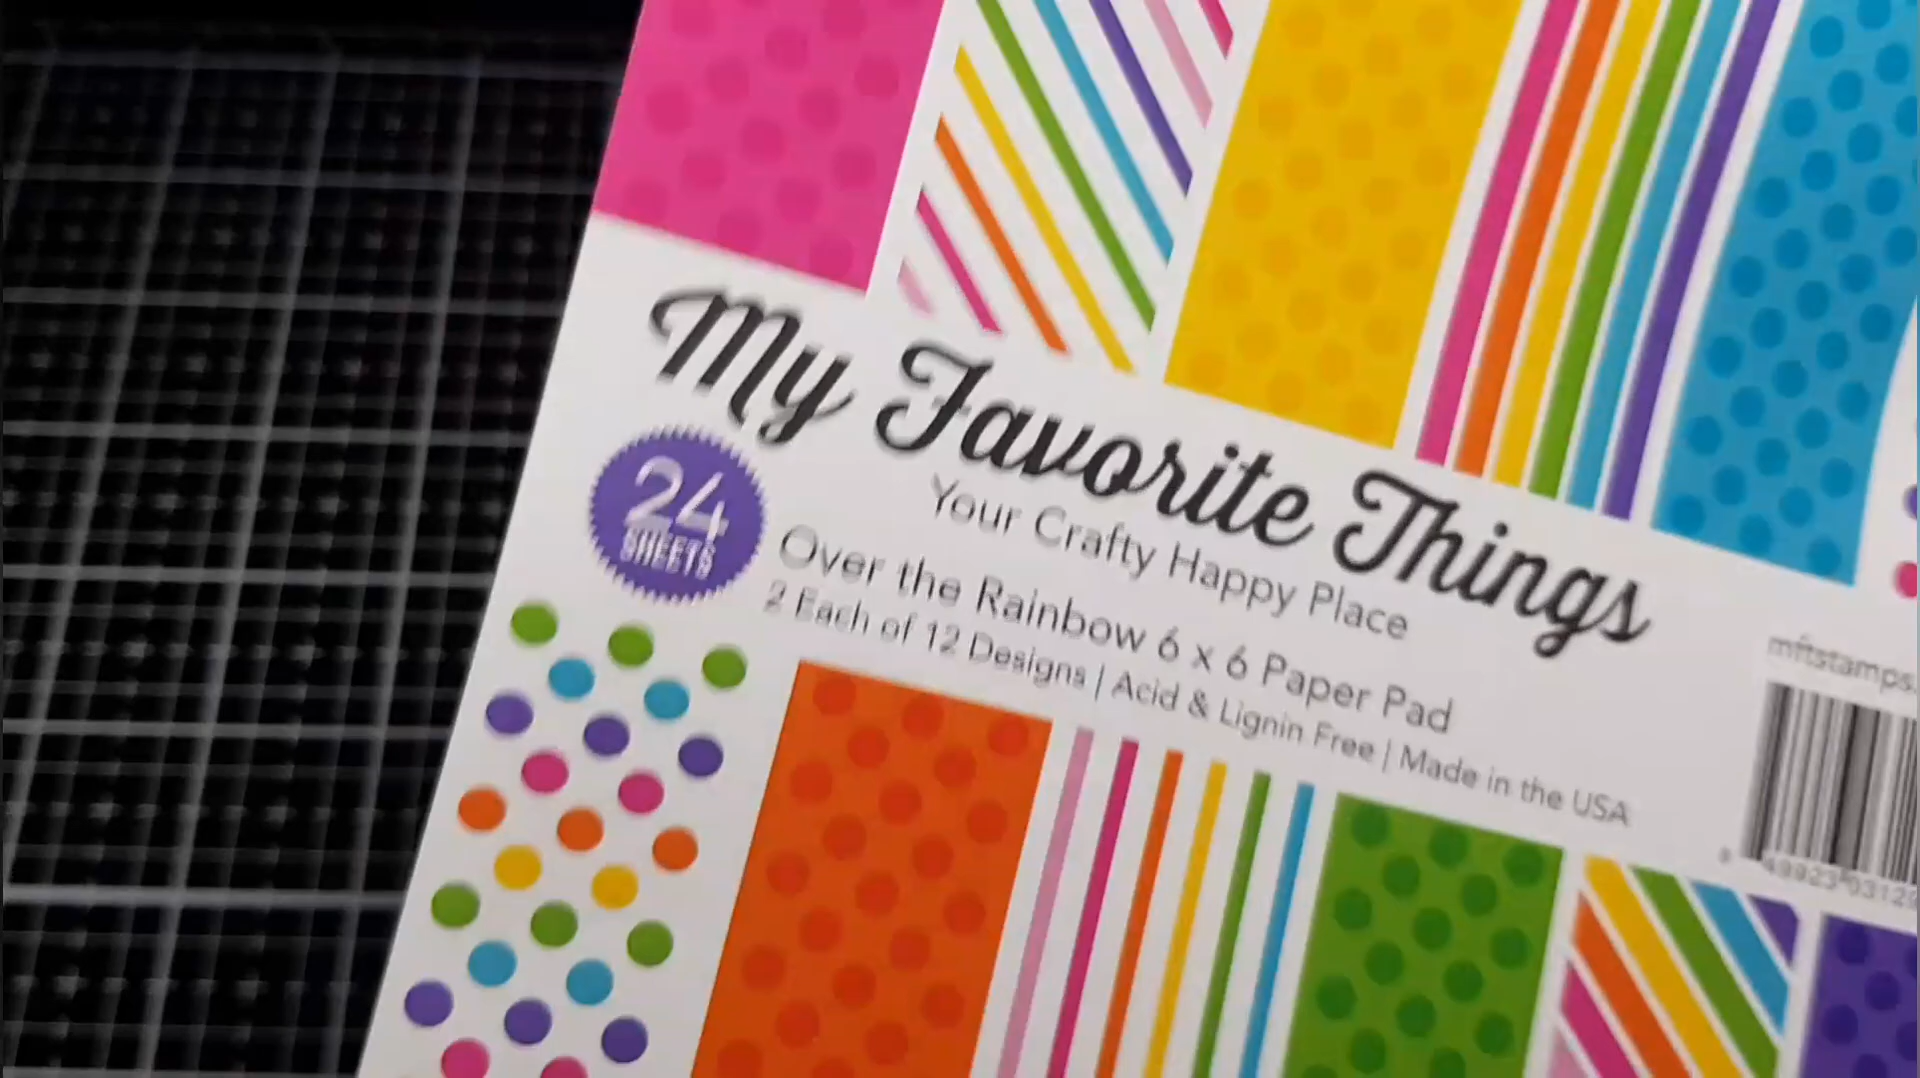 My Favorite Things
Your Crafty Happy Place
24
SHEETS
Over the Rainbow 6 x 6 Paper Pad
2 Each of 12 Designs | Acid & Lignin Free | Made in the USA
mftstamps.